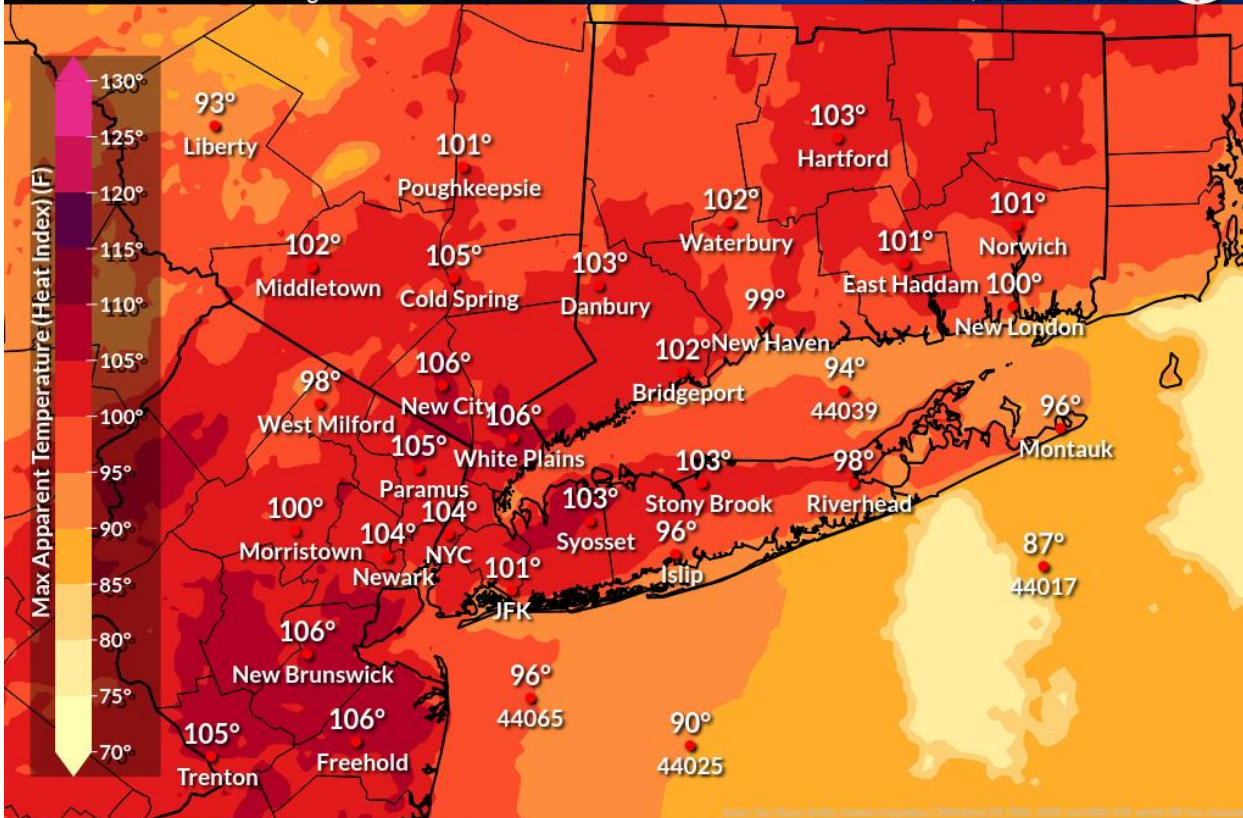 Max Apparent Temperature (Heat Index) (F)
130°
125°
120°
115°
110°
105°
100°
95°
90°
85°
80°
75°
70°
93°
Liberty
101°
Poughkeepsie
103°
Hartford
102°
Waterbury
101°
Norwich
102°
Middletown
105°
Cold Spring
103°
Danbury
101°
East Haddam
100°
New London
99°
New Haven
102°
Bridgeport
94°
44039
98°
West Milford
106°
New City
106°
White Plains
96°
Montauk
105°
Paramus
103°
Stony Brook
98°
Riverhead
100°
Morristown
104°
Newark
104°
NYC
103°
Syosset
96°
Islip
101°
JFK
87°
44017
106°
New Brunswick
96°
44065
105°
Trenton
106°
Freehold
90°
44025